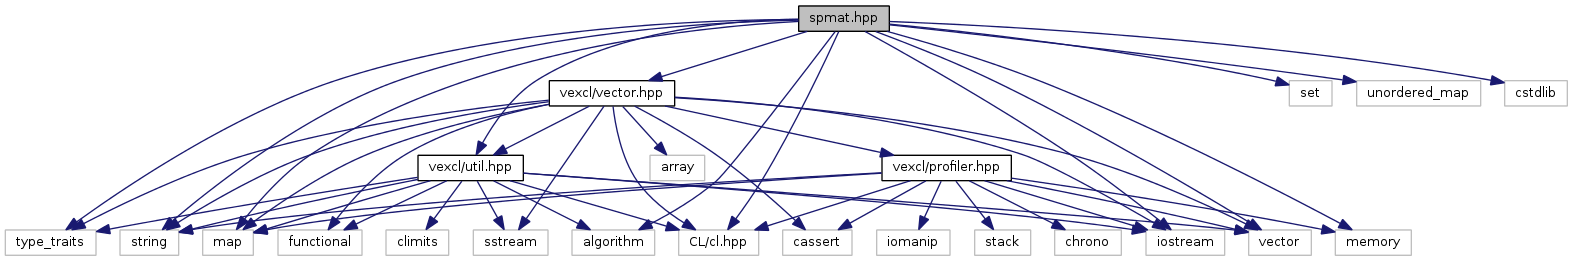 spmat.hpp
vexcl/vector.hpp
set
unordered_map
cstdlib
vexcl/util.hpp
array
vexcl/profiler.hpp
type_traits
string
map
functional
climits
sstream
algorithm
CL/cl.hpp
cassert
iomanip
stack
chrono
iostream
vector
memory